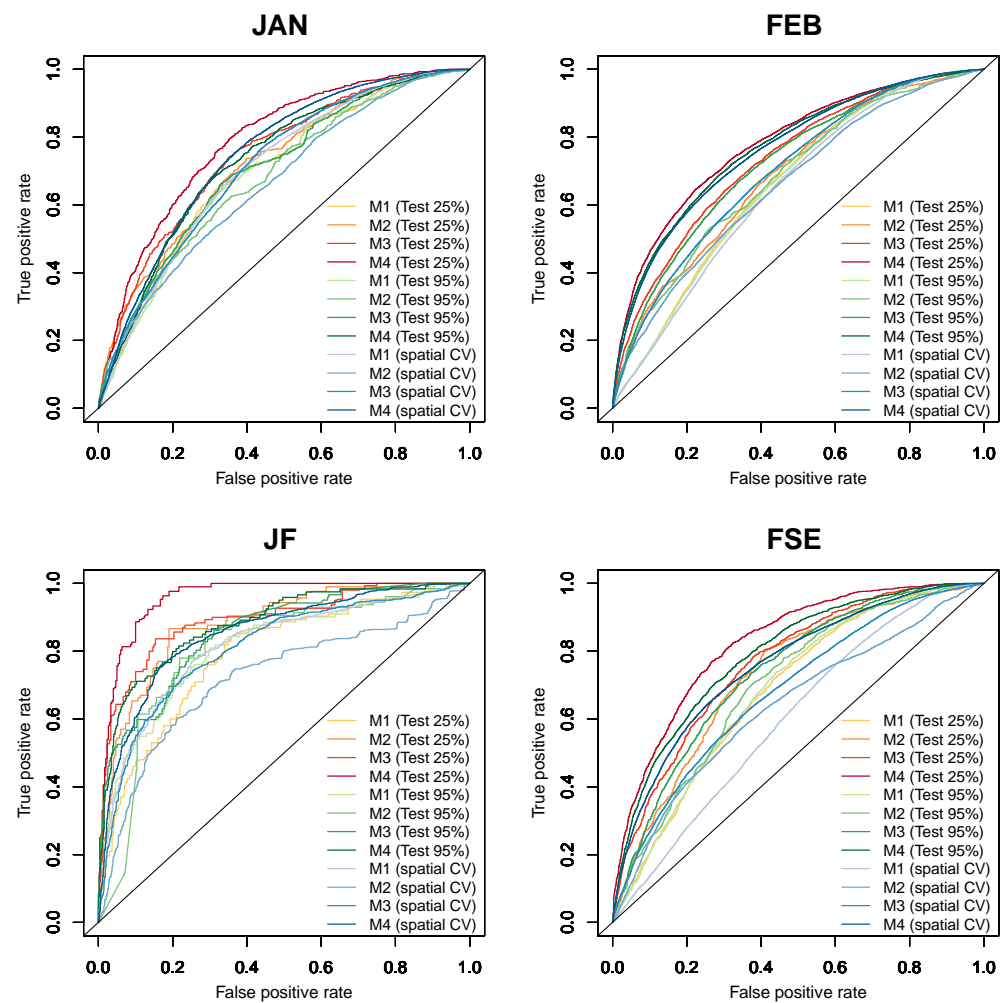 JAN
True positive rate
1.0
0.8
0.6
0.4
0.2
0.0
M1 (Test 25%)
M2 (Test 25%)
M3 (Test 25%)
M4 (Test 25%)
M1 (Test 95%)
M2 (Test 95%)
M3 (Test 95%)
M4 (Test 95%)
M1 (spatial CV)
M2 (spatial CV)
M3 (spatial CV)
M4 (spatial CV)
0.0 0.2 0.4 0.6 0.8 1.0
False positive rate
FEB
True positive rate
1.0
0.8
0.6
0.4
0.2
0.0
M1 (Test 25%)
M2 (Test 25%)
M3 (Test 25%)
M4 (Test 25%)
M1 (Test 95%)
M2 (Test 95%)
M3 (Test 95%)
M4 (Test 95%)
M1 (spatial CV)
M2 (spatial CV)
M3 (spatial CV)
M4 (spatial CV)
0.0 0.2 0.4 0.6 0.8 1.0
False positive rate
JF
True positive rate
1.0
0.8
0.6
0.4
0.2
0.0
M1 (Test 25%)
M2 (Test 25%)
M3 (Test 25%)
M4 (Test 25%)
M1 (Test 95%)
M2 (Test 95%)
M3 (Test 95%)
M4 (Test 95%)
M1 (spatial CV)
M2 (spatial CV)
M3 (spatial CV)
M4 (spatial CV)
0.0 0.2 0.4 0.6 0.8 1.0
False positive rate
FSE
True positive rate
1.0
0.8
0.6
0.4
0.2
0.0
M1 (Test 25%)
M2 (Test 25%)
M3 (Test 25%)
M4 (Test 25%)
M1 (Test 95%)
M2 (Test 95%)
M3 (Test 95%)
M4 (Test 95%)
M1 (spatial CV)
M2 (spatial CV)
M3 (spatial CV)
M4 (spatial CV)
0.0 0.2 0.4 0.6 0.8 1.0
False positive rate